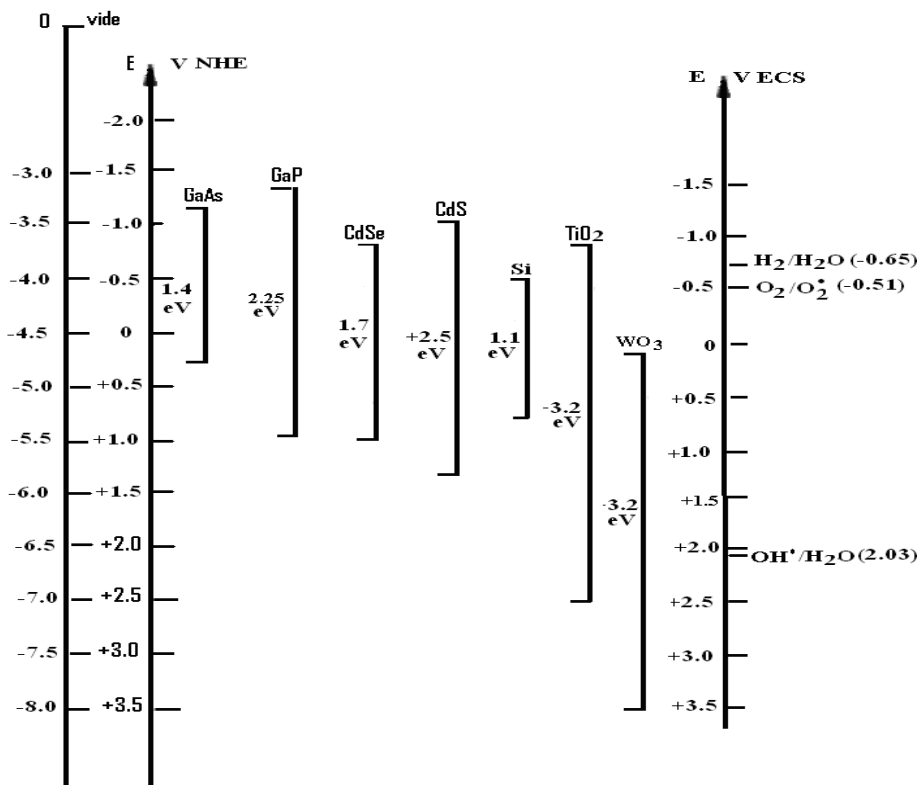 0 vide
E V NHE
E V ECS
-2.0
-3.0
-3.5
-4.0
-4.5
-5.0
-5.5
-6.0
-6.5
-7.0
-7.5
-8.0
-1.5
-1.0
-0.5
0
+0.5
+1.0
+1.5
+2.0
+2.5
+3.0
+3.5
GaAs
1.4
eV
GaP
2.25
eV
CdSe
1.7
eV
CdS
+2.5
eV
Si
1.1
eV
TiO2
-3.2
eV
WO3
-3.2
eV
-1.5
-1.0
-0.5
0
+0.5
+1.0
+1.5
+2.0
+2.5
+3.0
+3.5
H2/H2O (-0.65)
O2/O2• (-0.51)
OH•/H2O (2.03)